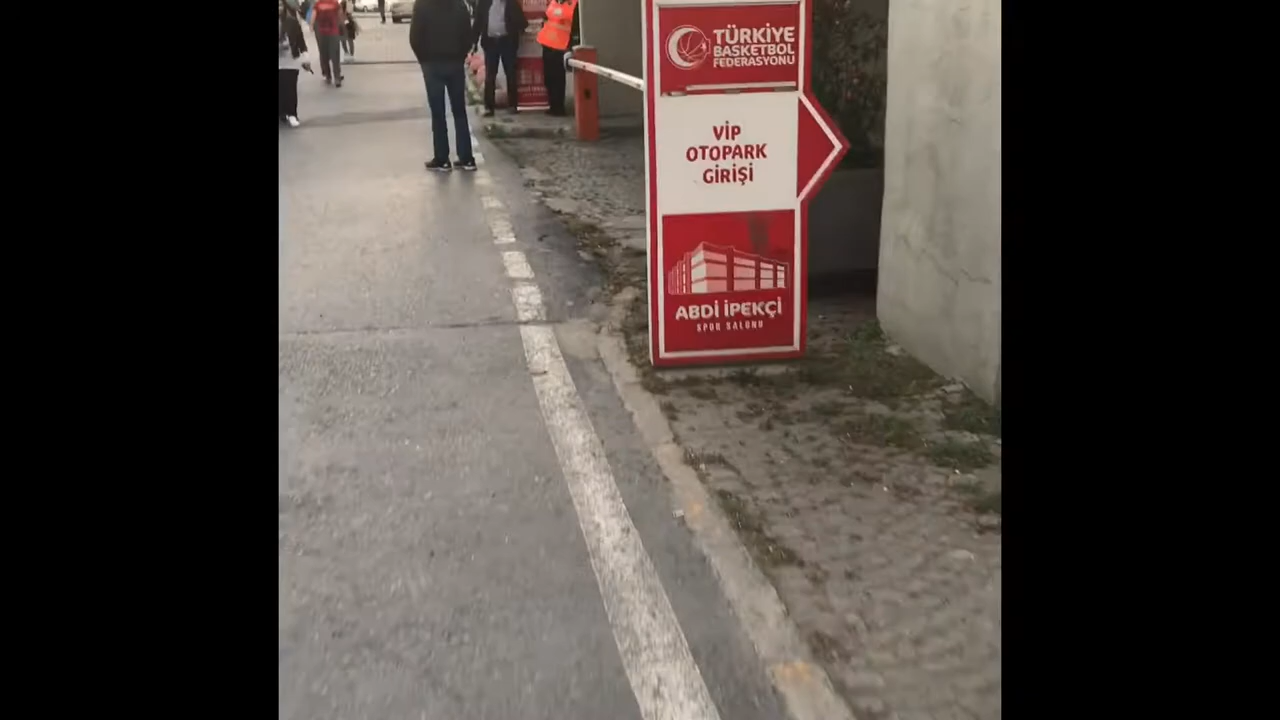 TÜRKİYE
BASKETBOL
FEDERASYONU
VİP
OTOPARK
GİRİŞİ
ABDİ İPEKÇİ
SPOR SALONU